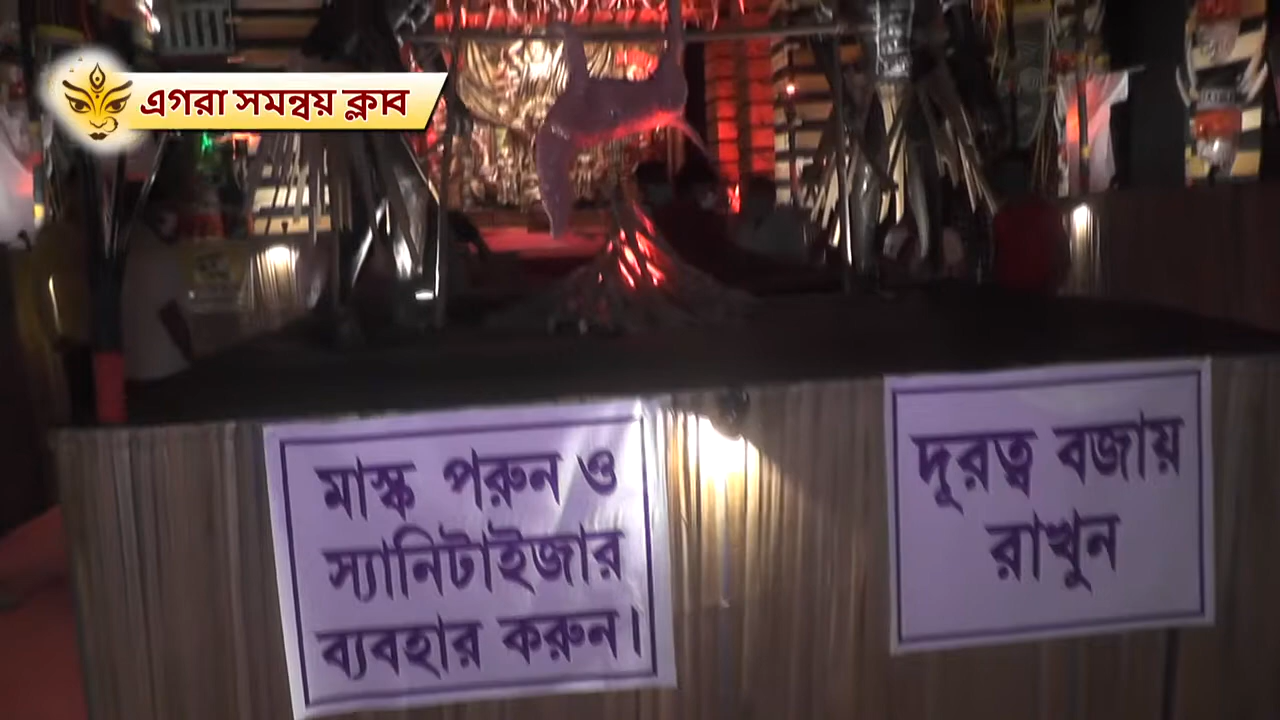 এগরা সমন্বয় ক্লাব
মাস্ক পরুন ও
স্যানিটাইজার
ব্যবহার করুন।
দূরত্ব বজায়
রাখুন